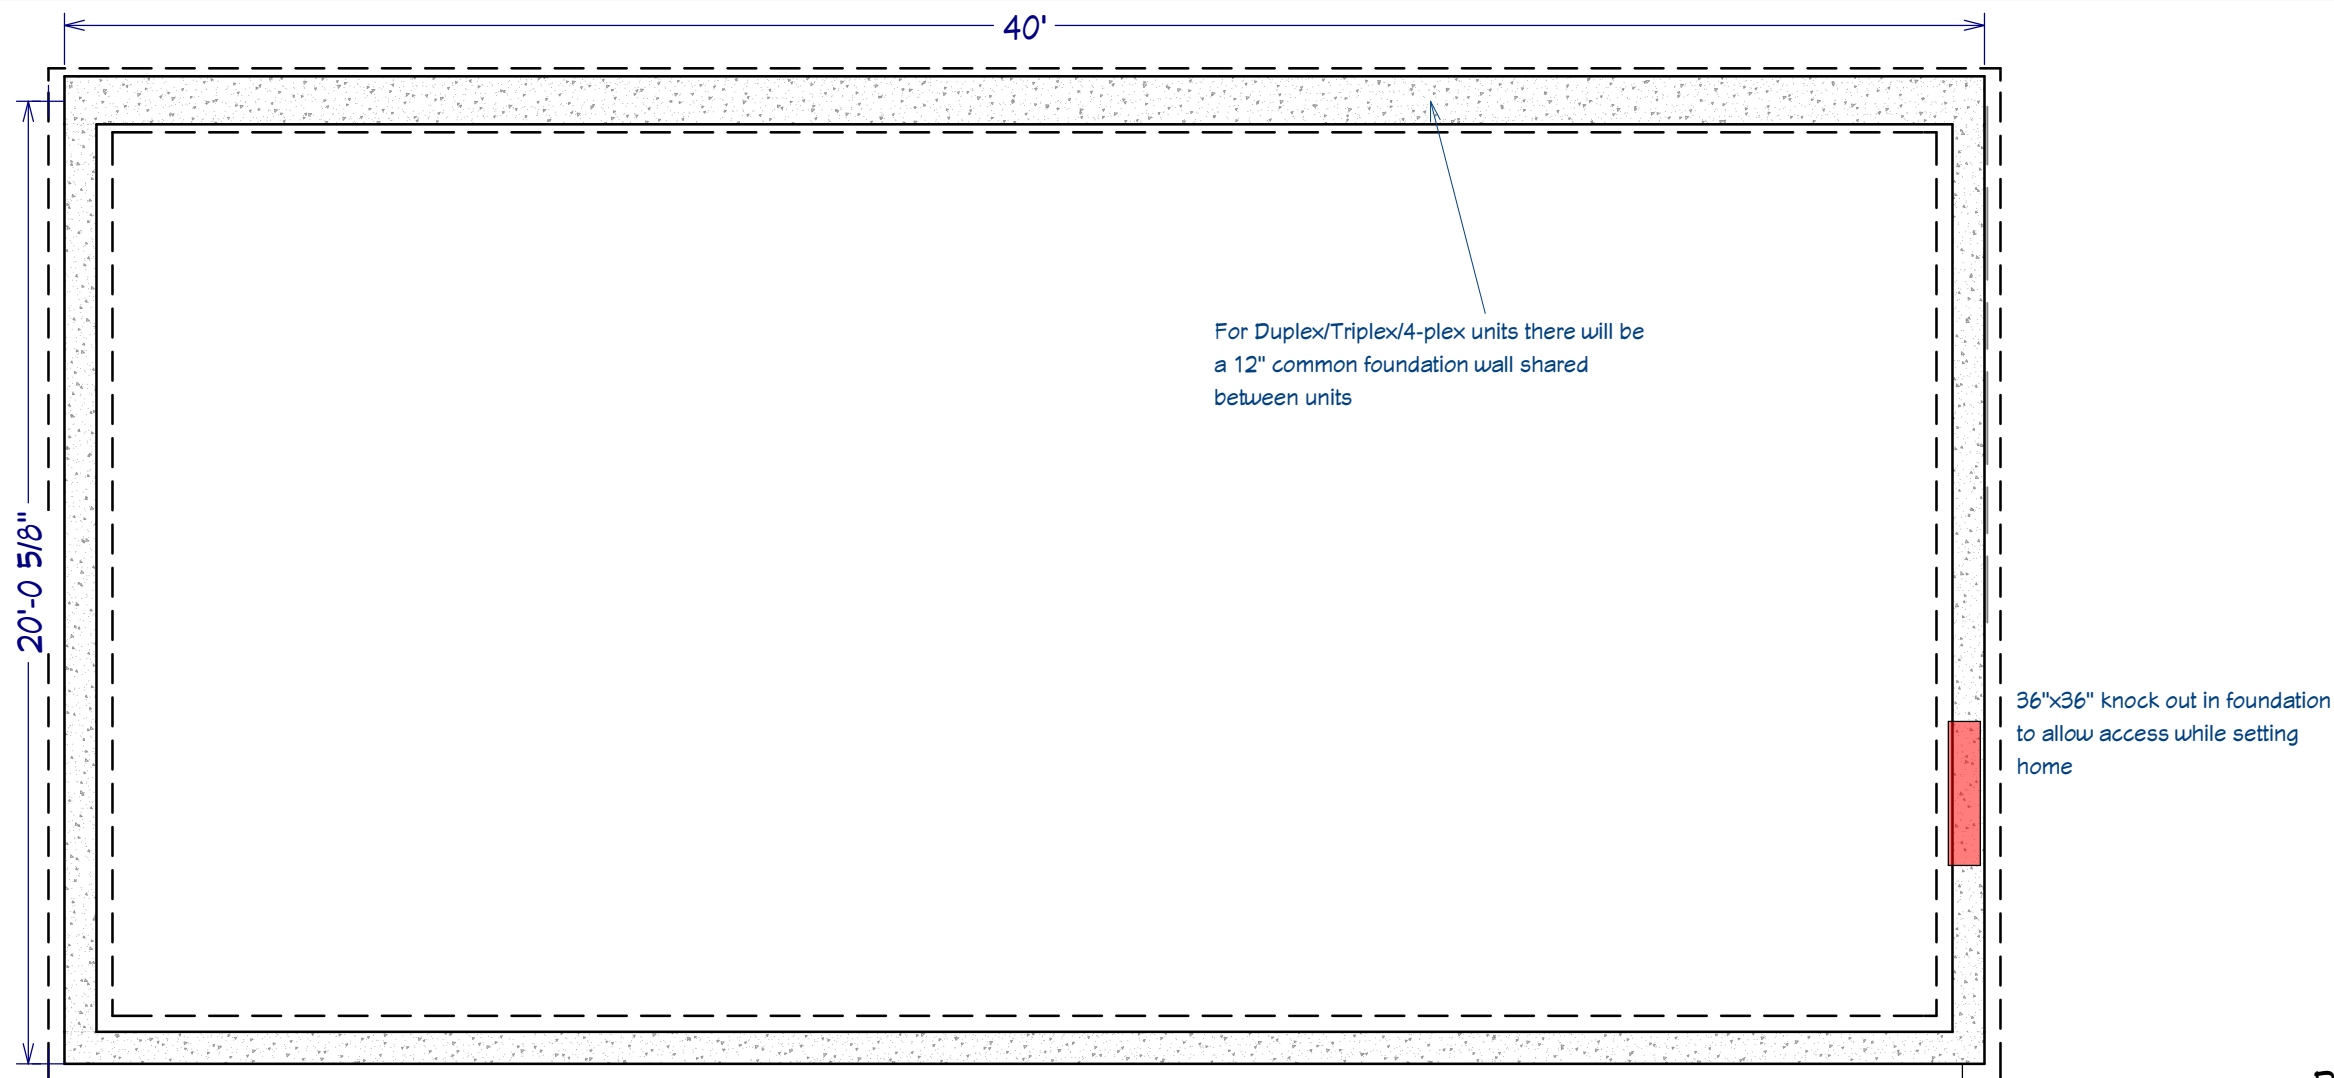 40'
For Duplex/Triplex/4-plex units there will be
a 12" common foundation wall shared
between units
20'-0 5/8"
36"x36" knock out in foundation
to allow access while setting
home